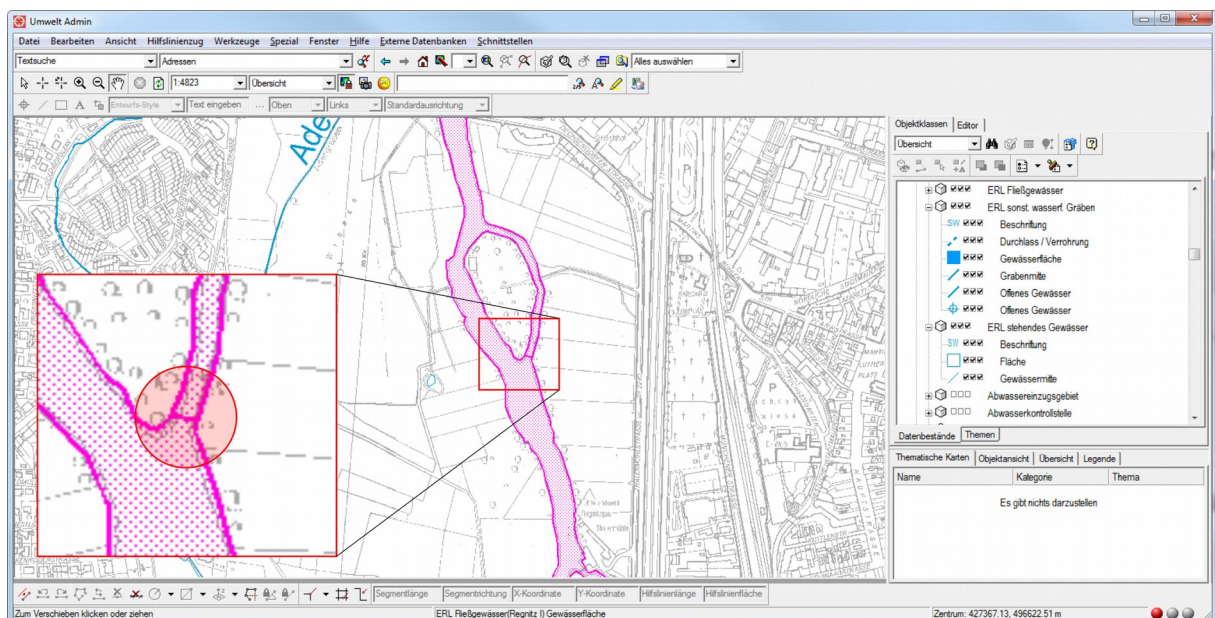 Umwelt Admin
Datei Bearbeiten Ansicht Hilfslinienzug Werkzeuge Spezial Fenster Hilfe Externe Datenbanken Schnittstellen
Textsuche Adressen Alles auswählen
1:4823 Übersicht
Entwurfs-Style Text eingeben ... Oben Links Standardausrichtung
Objektklassen Editor
Übersicht
ERL Fließgewässer
ERL sonst. wasserf. Gräben
SW Beschriftung
Durchlass / Verrohrung
Gewässerfläche
Grabenmitte
Offenes Gewässer
Offenes Gewässer
ERL stehendes Gewässer
SW Beschriftung
Fläche
Gewässermitte
Abwassereinzugsgebiet
Abwasserkontrollstelle
Datenbestände Themen
Thematische Karten Objektansicht Übersicht Legende
Name Kategorie Thema
Es gibt nichts darzustellen
Ade
P
P
Segmentlänge Segmentrichtung X-Koordinate Y-Koordinate Hilfslinienlänge Hilfslinienfläche
Zum Verschieben klicken oder ziehen ERL Fließgewässer(Regnitz I) Gewässerfläche Zentrum: 427367.13, 496622.51 m